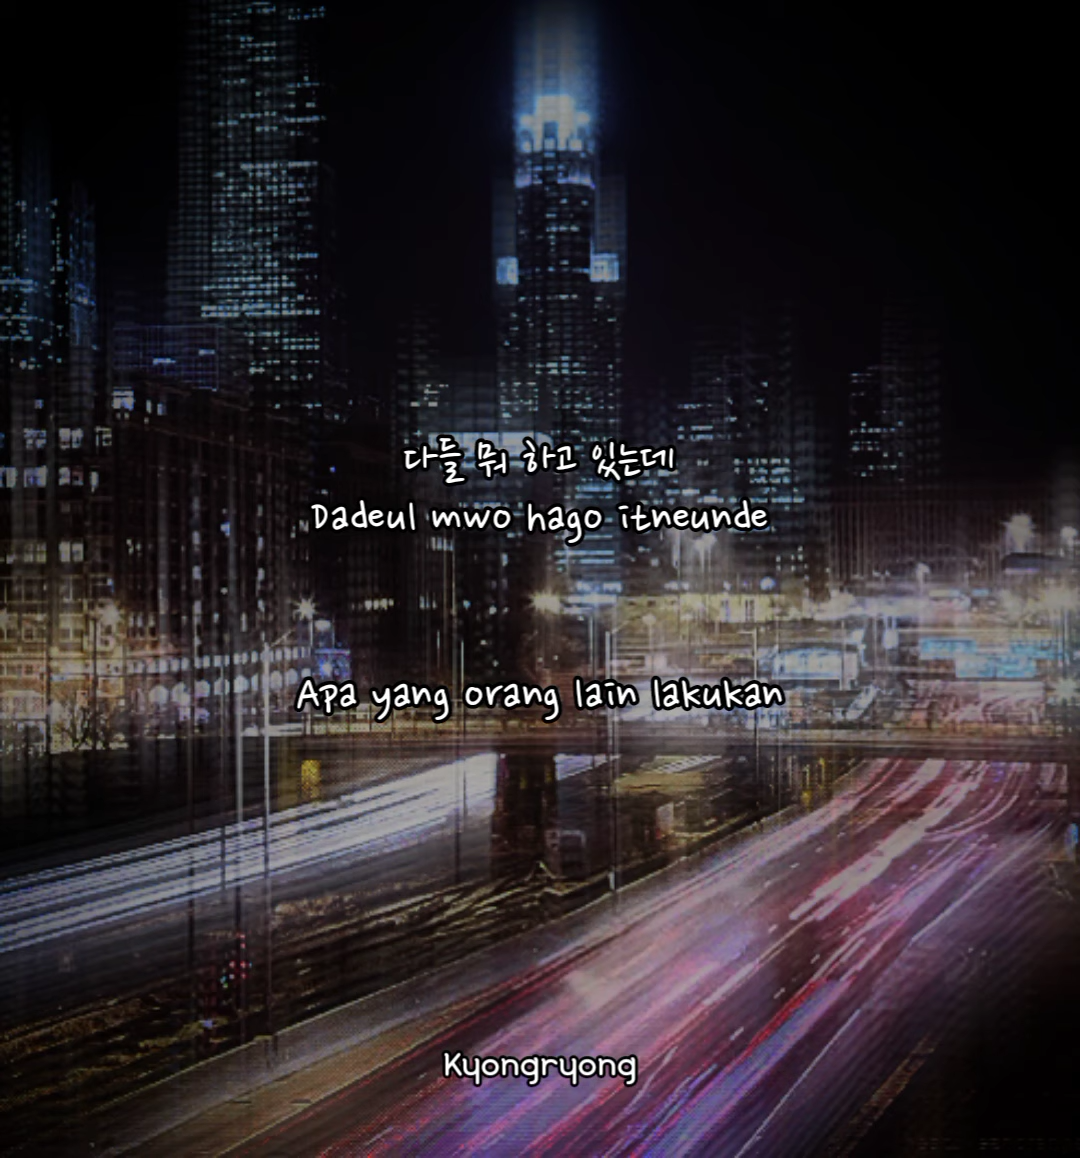 다들 뭐 하고 있는데
Dadeul mwo hago itneunde
Apa yang orang lain lakukan
Kyongryong